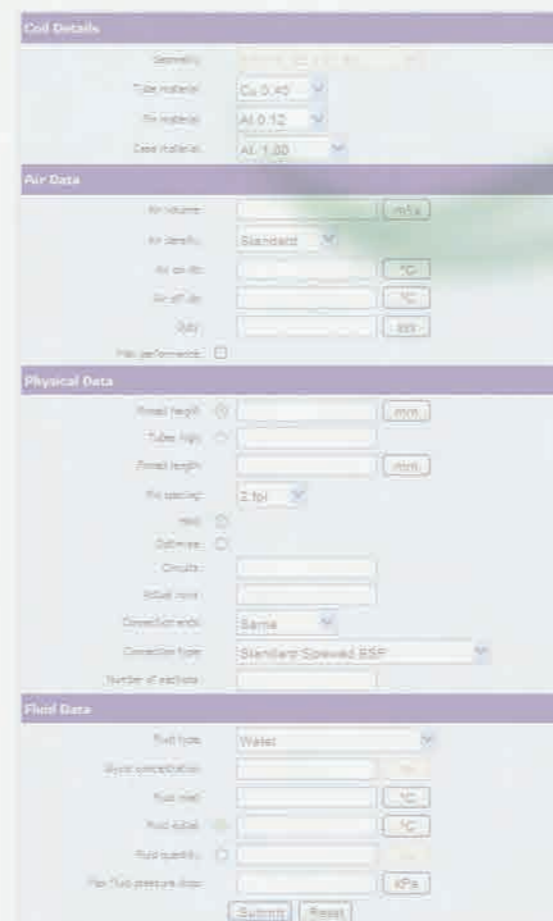 Coil Details
Geometry:
Tube material: Cu 0.40
Fin material: Al 0.12
Case material: Al. 1.00
Air Data
Air volume: m³/s
Air density: Standard
Air on db: °C
Air off db: °C
Duty: kW
Max performance:
Physical Data
Finned height: mm
Tubes high:
Finned length: mm
Fin spacing: 2 fpi
Hold
Optimise
Circuits:
Actual rows:
Connection ends: Same
Connection type: Standard Screwed BSP
Number of sections:
Fluid Data
Fluid type: Water
Glycol concentration:
Fluid inlet: °C
Fluid outlet: °C
Fluid quantity:
Max fluid pressure drop: kPa
Submit Reset